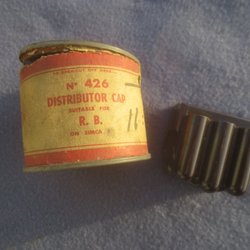 Nº 426
DISTRIBUTOR CAP
SUITABLE FOR
R. B.
ON SIMCA